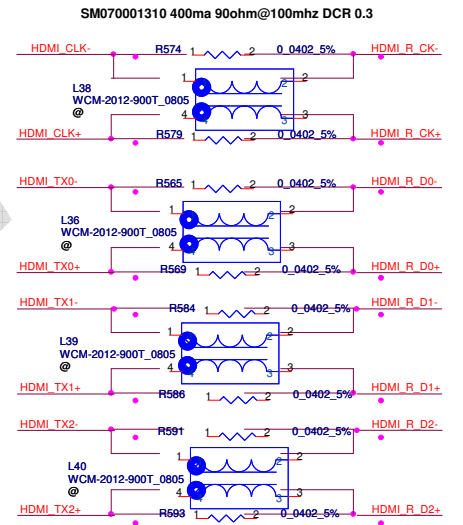 SM070001310 400ma 90ohm@100mhz DCR 0.3
HDMI_CLK- R574 1 2 0_0402_5% HDMI_R_CK-
1 2
L38
WCM-2012-900T_0805
@
4 3
HDMI_CLK+ R579 1 2 0_0402_5% HDMI_R_CK+
HDMI_TX0- R565 1 2 0_0402_5% HDMI_R_D0-
1 2
L36
WCM-2012-900T_0805
@
4 3
HDMI_TX0+ R569 1 2 0_0402_5% HDMI_R_D0+
HDMI_TX1- R584 1 2 0_0402_5% HDMI_R_D1-
1 2
L39
WCM-2012-900T_0805
@
4 3
HDMI_TX1+ R586 1 2 0_0402_5% HDMI_R_D1+
HDMI_TX2- R591 1 2 0_0402_5% HDMI_R_D2-
1 2
L40
WCM-2012-900T_0805
@
4 3
HDMI_TX2+ R593 1 2 0_0402_5% HDMI_R_D2+